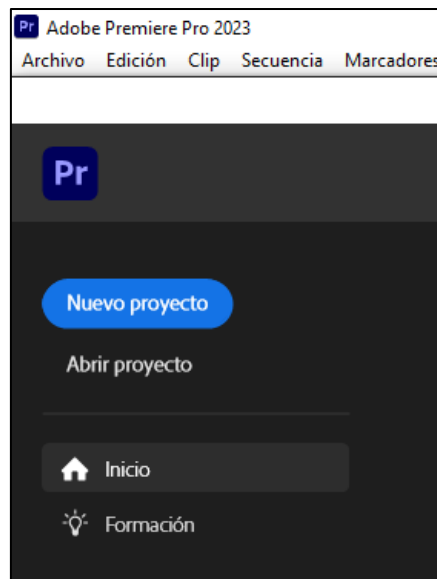 Pr Adobe Premiere Pro 2023
Archivo Edición Clip Secuencia Marcadores
Pr
Nuevo proyecto
Abrir proyecto
Inicio
Formación